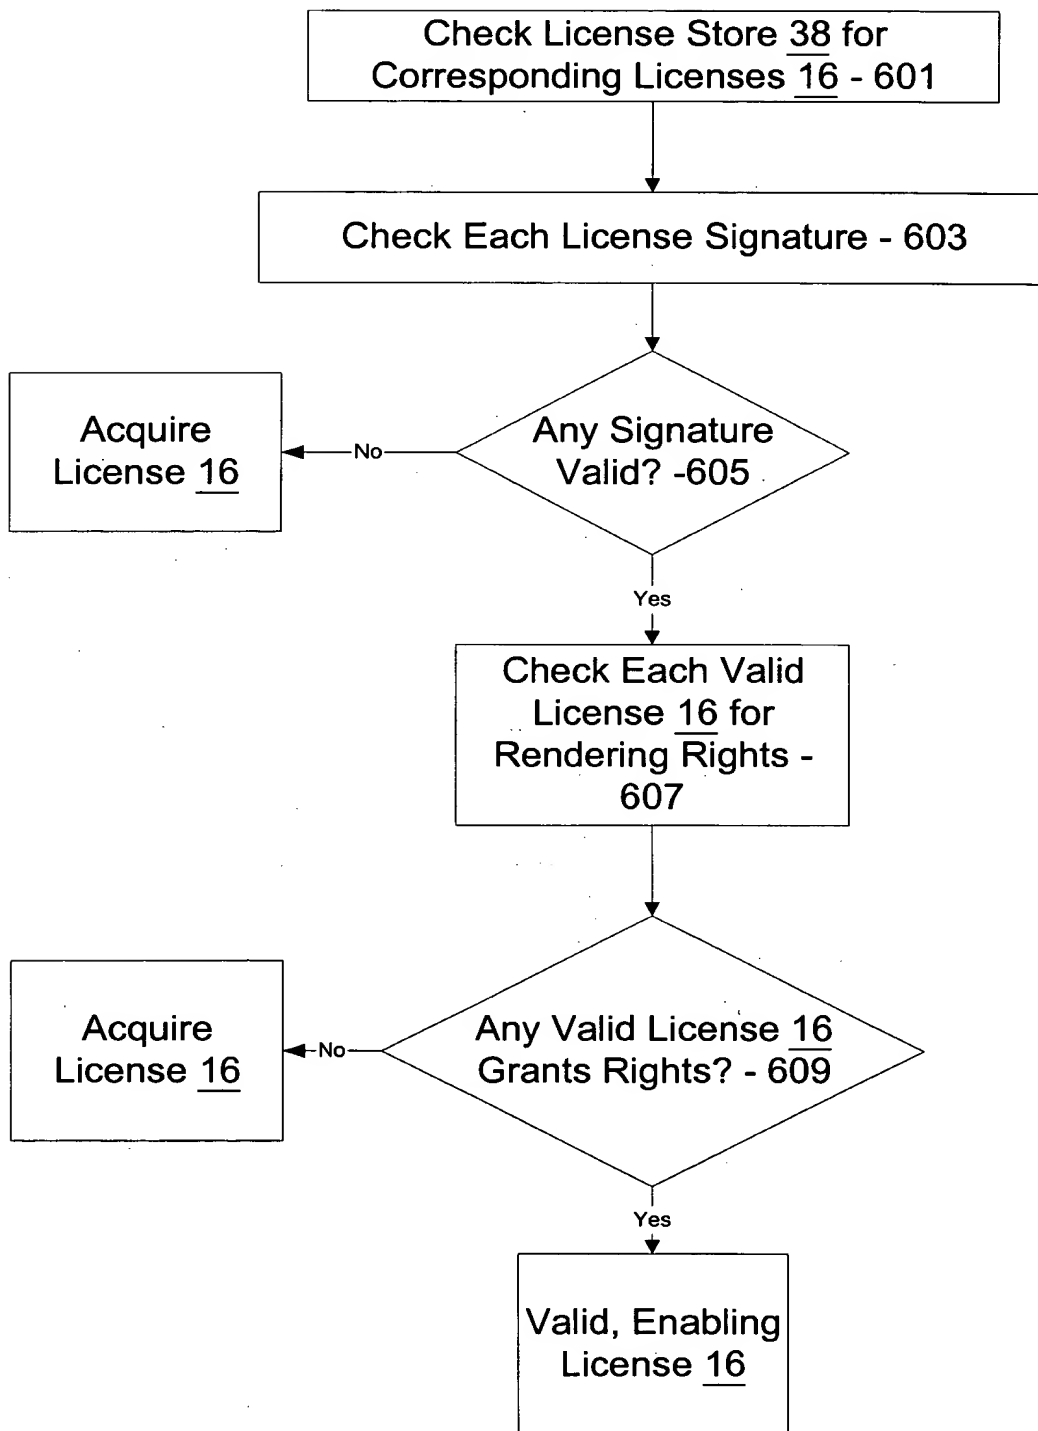 Check License Store 38 for
Corresponding Licenses 16 - 601
Check Each License Signature - 603
Any Signature
Valid? -605
No
Acquire
License 16
Yes
Check Each Valid
License 16 for
Rendering Rights -
607
Any Valid License 16
Grants Rights? - 609
No
Acquire
License 16
Yes
Valid, Enabling
License 16